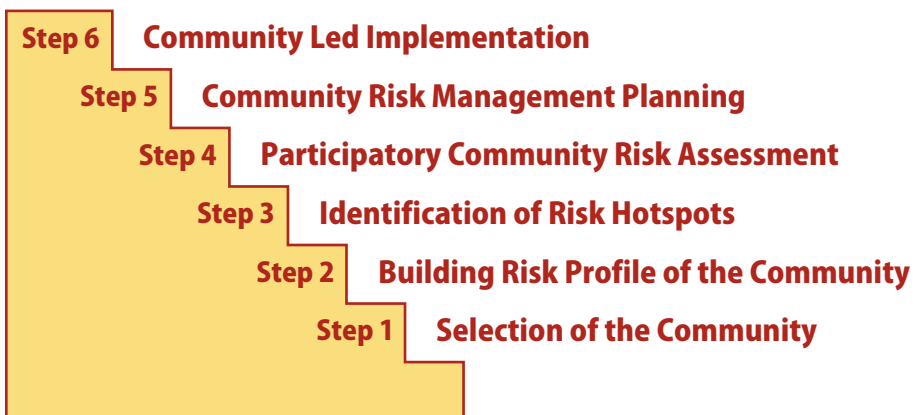 Step 6 Community Led Implementation
Step 5 Community Risk Management Planning
Step 4 Participatory Community Risk Assessment
Step 3 Identification of Risk Hotspots
Step 2 Building Risk Profile of the Community
Step 1 Selection of the Community